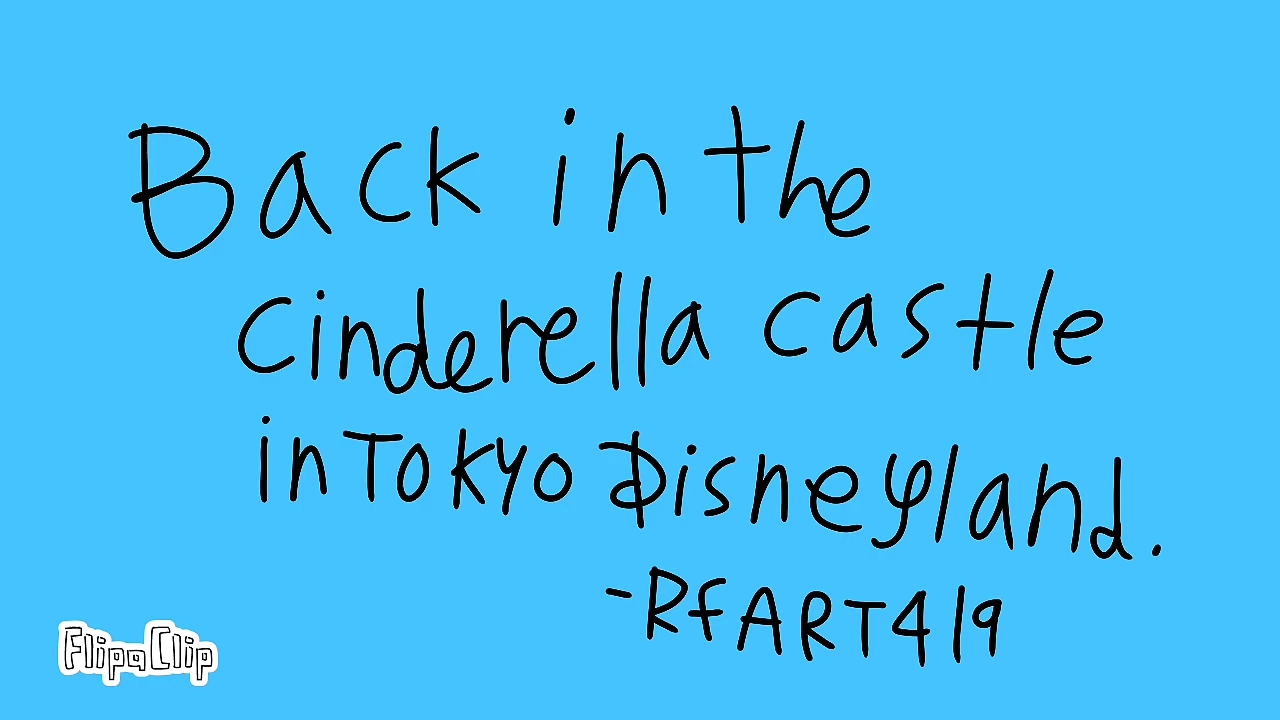 Back in the
cinderella castle
in Tokyo Disneyland.
-RfART419
FlipaClip